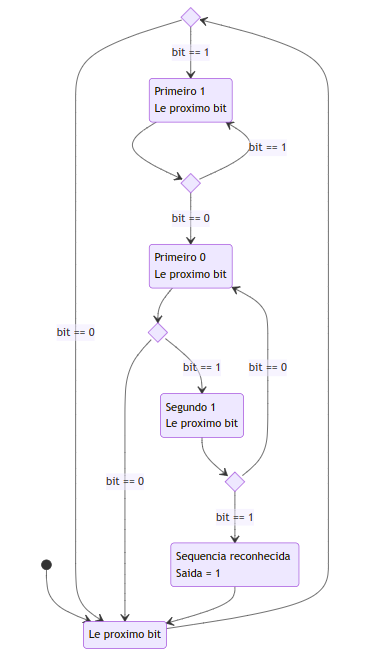 bit == 1
Primeiro 1
Le proximo bit
bit == 1
bit == 0
Primeiro 0
Le proximo bit
bit == 0
bit == 1
bit == 0
Segundo 1
Le proximo bit
bit == 0
bit == 1
Sequencia reconhecida
Saida = 1
Le proximo bit